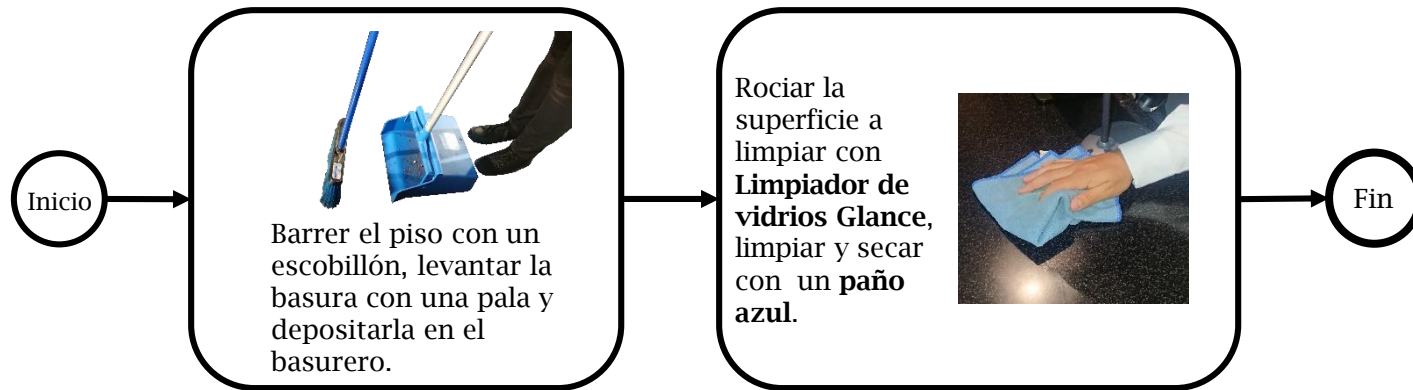 Inicio
Barrer el piso con un
escobillón, levantar la
basura con una pala y
depositarla en el
basurero.
Rociar la
superficie a
limpiar con
Limpiador de
vidrios Glance,
limpiar y secar
con un paño
azul.
Fin